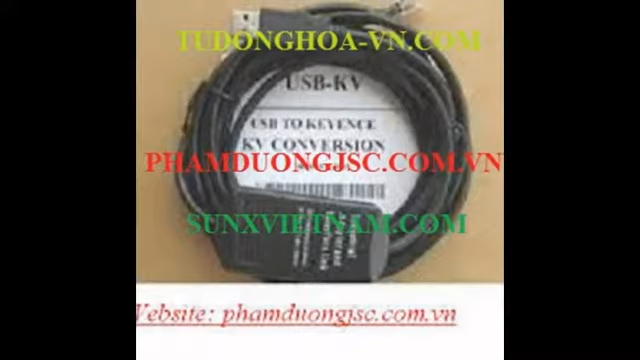 TUDONGHOA-VN.COM
USB-KV
USB TO KEYENCE
KV CONVERSION
PHAMDUONGJSC.COM.VN
SUNXVIETNAM.COM
Website: phamduongjsc.com.vn